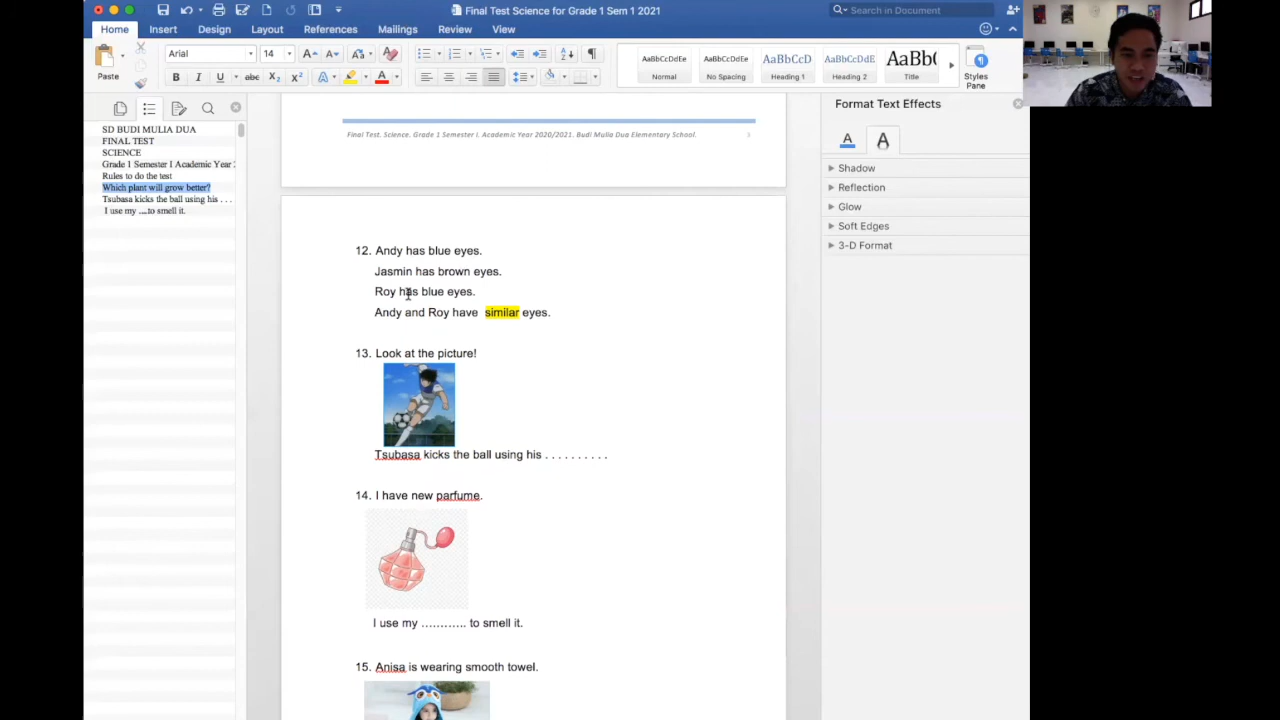 Final Test Science for Grade 1 Sem 1 2021
Search in Document
Home Insert Design Layout References Mailings Review View
Paste
Arial 14
AaBbCcDdEe AaBbCcDdEe AaBbCcD AaBbCcDdE AaBb(
Normal No Spacing Heading 1 Heading 2 Title
Styles
Pane
SD BUDI MULIA DUA
FINAL TEST
SCIENCE
Grade 1 Semester I Academic Year
Rules to do the test
Which plant will grow better?
Tsubasa kicks the ball using his . . .
I use my ....to smell it.
Final Test. Science. Grade 1 Semester I. Academic Year 2020/2021. Budi Mulia Dua Elementary School. 3
12. Andy has blue eyes.
Jasmin has brown eyes.
Roy has blue eyes.
Andy and Roy have similar eyes.
13. Look at the picture!
Tsubasa kicks the ball using his . . . . . . . . . .
14. I have new parfume.
I use my ………… to smell it.
15. Anisa is wearing smooth towel.
Format Text Effects
Shadow
Reflection
Glow
Soft Edges
3-D Format